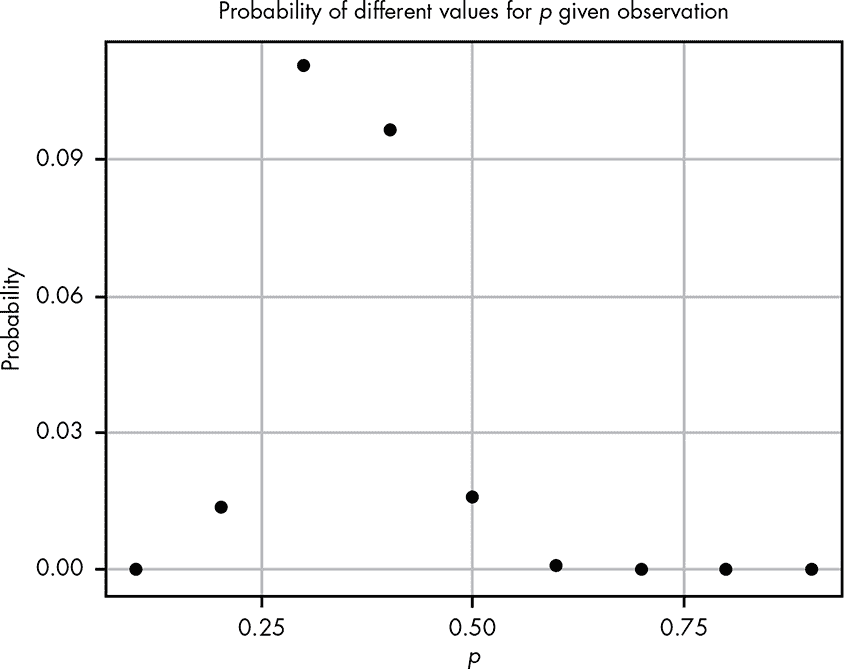 Probability of different values for p given observation
0.09
0.06
0.03
0.00
Probability
0.25 0.50 0.75
p